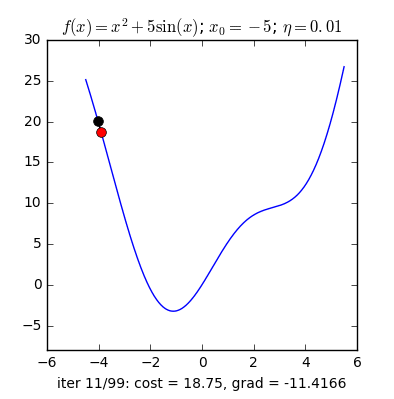 f(x) = x² + 5sin(x); x₀ = −5; η = 0.01
30
25
20
15
10
5
0
−5
−6 −4 −2 0 2 4 6
iter 11/99: cost = 18.75, grad = -11.4166